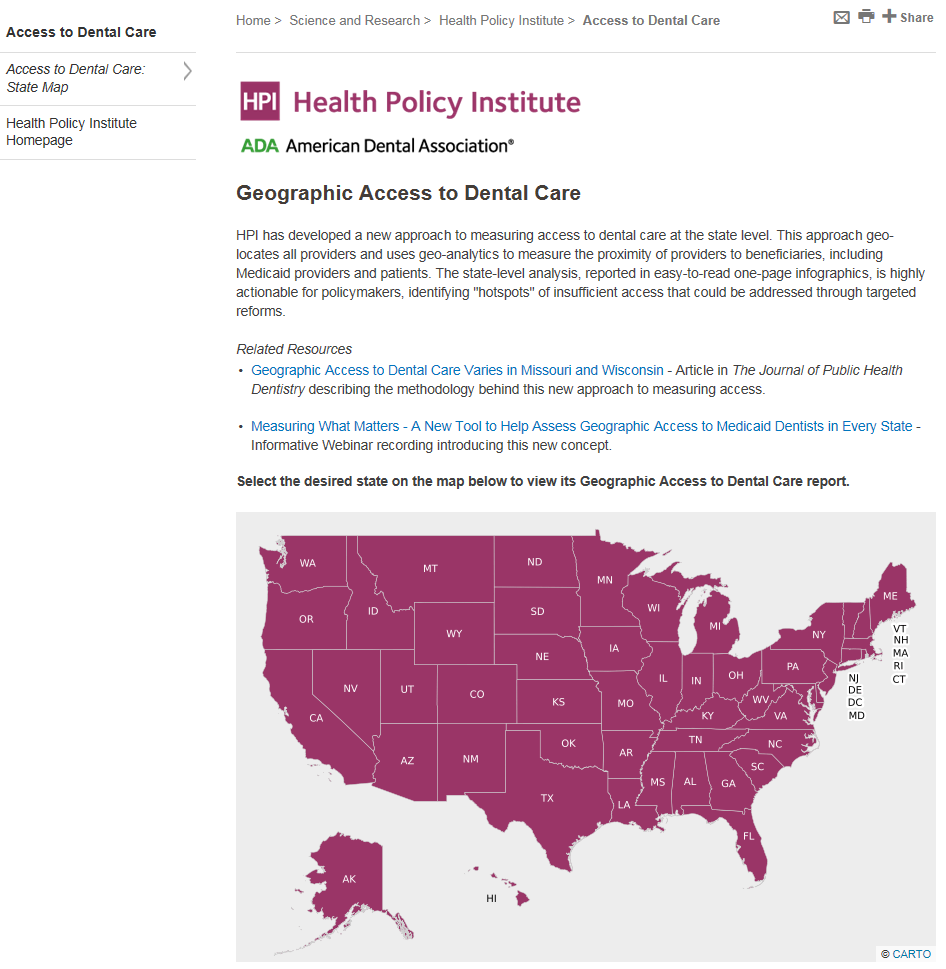 Home > Science and Research > Health Policy Institute > Access to Dental Care
Share
Access to Dental Care
Access to Dental Care:
State Map
Health Policy Institute
Homepage
HPI Health Policy Institute
ADA American Dental Association®
Geographic Access to Dental Care
HPI has developed a new approach to measuring access to dental care at the state level. This approach geo-
locates all providers and uses geo-analytics to measure the proximity of providers to beneficiaries, including
Medicaid providers and patients. The state-level analysis, reported in easy-to-read one-page infographics, is highly
actionable for policymakers, identifying "hotspots" of insufficient access that could be addressed through targeted
reforms.
Related Resources
• Geographic Access to Dental Care Varies in Missouri and Wisconsin - Article in The Journal of Public Health
Dentistry describing the methodology behind this new approach to measuring access.
• Measuring What Matters - A New Tool to Help Assess Geographic Access to Medicaid Dentists in Every State -
Informative Webinar recording introducing this new concept.
Select the desired state on the map below to view its Geographic Access to Dental Care report.
WA
MT
ND
MN
OR
ID
SD
WI
MI
NY
ME
WY
VT
NH
MA
RI
CT
NE
IA
PA
NV
UT
CO
IL
IN
OH
NJ
DE
DC
MD
CA
KS
MO
WV
VA
KY
AZ
NM
OK
AR
TN
NC
SC
TX
LA
MS
AL
GA
FL
AK
HI
© CARTO